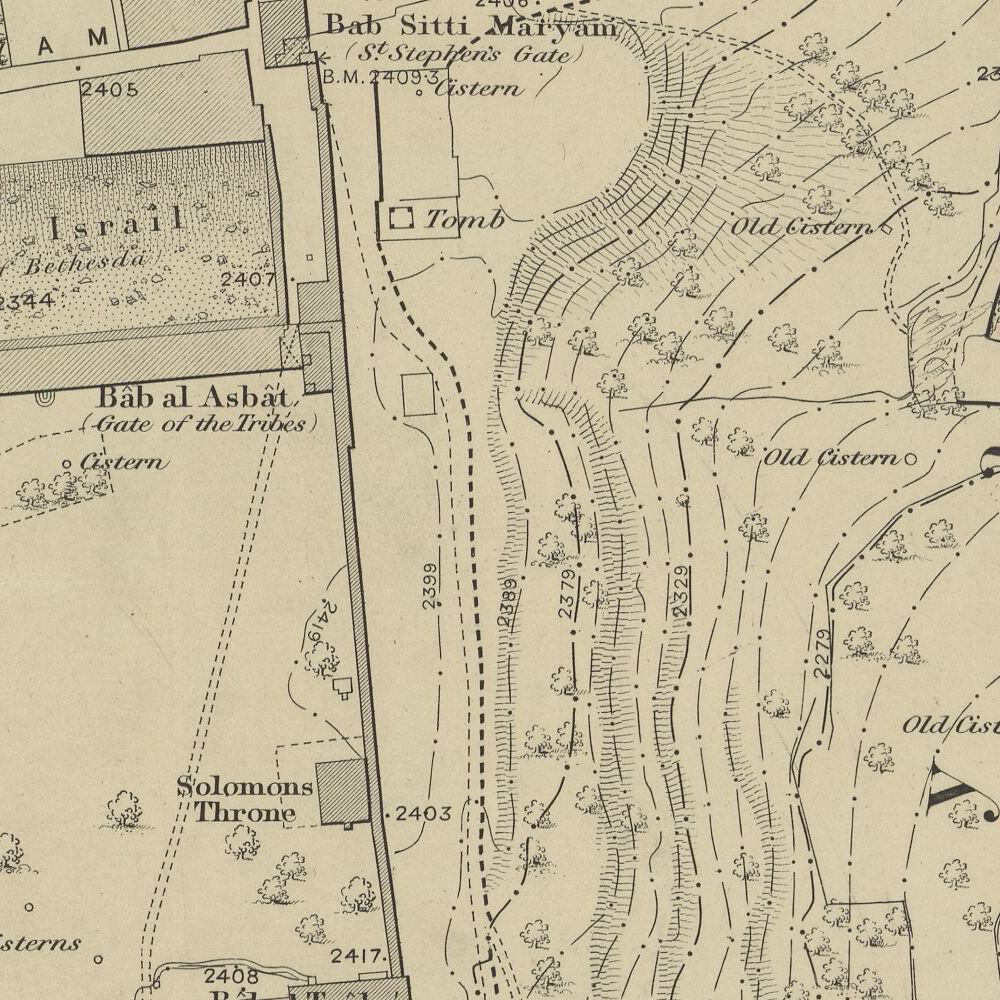 2406
Bab Sitti Maryam
(St. Stephen's Gate)
A M
B.M. 2409·3
Cistern
2405
Tomb
Israil
f Bethesda)
2407
2344
Old Cistern
Bâb al Asbât
(Gate of the Tribes)
Cistern
Old Cistern
2399
2389
2379
2329
2279
2419
Old Cist
Solomons
Throne
2403
isterns
2417
2408